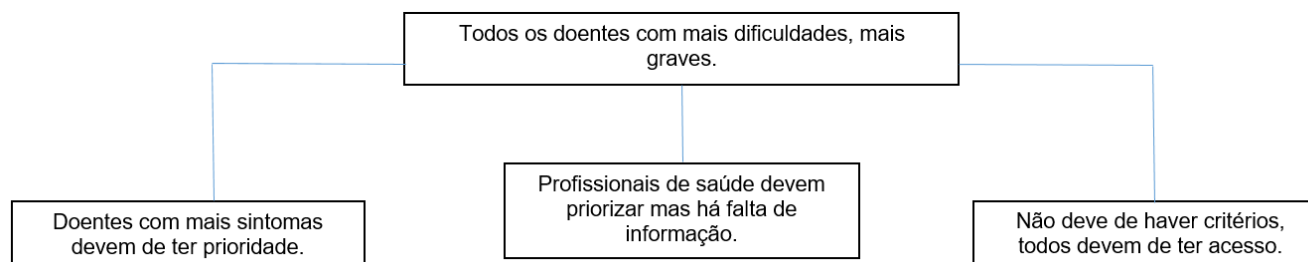 Todos os doentes com mais dificuldades, mais
graves.
Doentes com mais sintomas
devem de ter prioridade.
Profissionais de saúde devem
priorizar mas há falta de
informação.
Não deve de haver critérios,
todos devem de ter acesso.